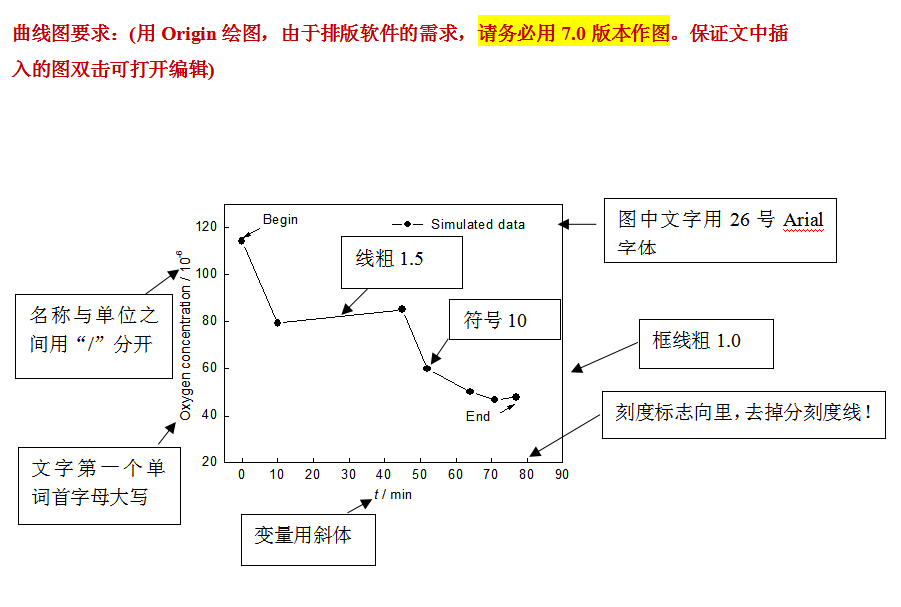 曲线图要求：(用 Origin 绘图，由于排版软件的需求，请务必用 7.0 版本作图。保证文中插
入的图双击可打开编辑)
图中文字用 26 号 Arial
字体
Begin
Simulated data
线粗 1.5
名称与单位之
间用“/”分开
符号 10
框线粗 1.0
刻度标志向里，去掉分刻度线！
End
文字第一个单
词首字母大写
变量用斜体
Oxygen concentration / 10⁻⁶
120
100
80
60
40
20
0 10 20 30 40 50 60 70 80 90
t / min